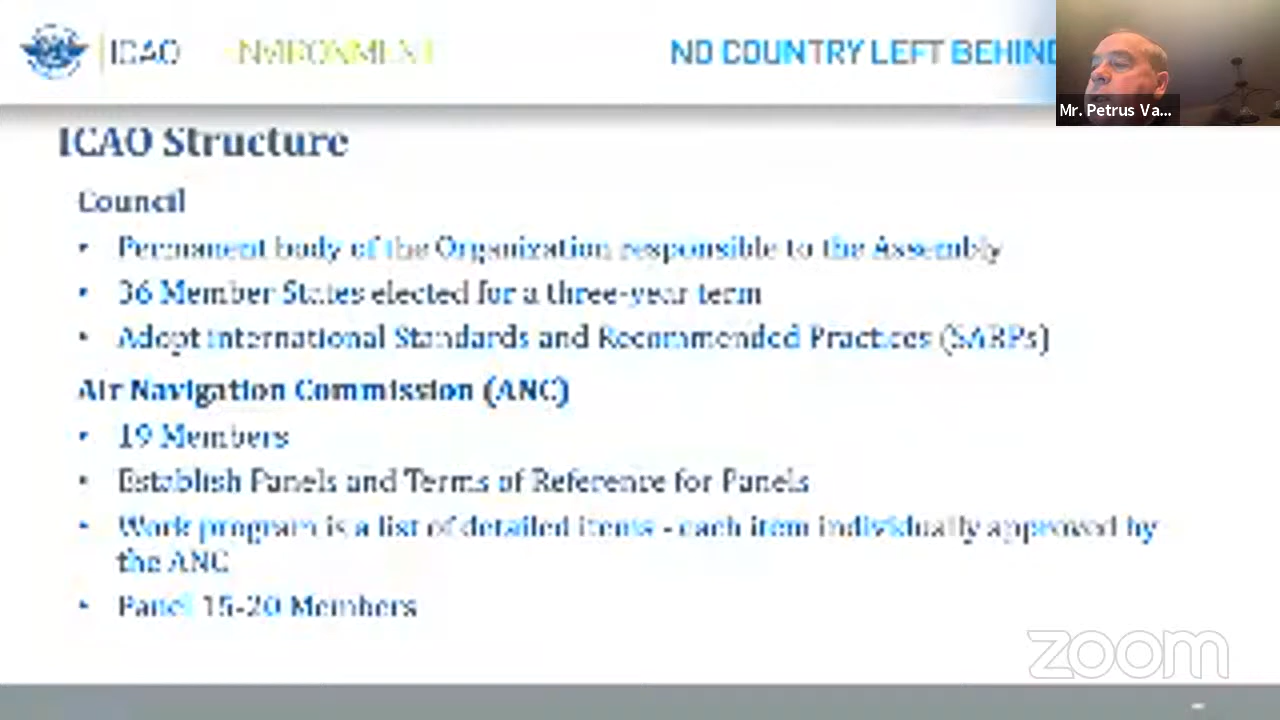 ICAO ENVIRONMENT NO COUNTRY LEFT BEHIND
Mr. Petrus Va...
ICAO Structure
Council
• Permanent body of the Organization responsible to the Assembly
• 36 Member States elected for a three-year term
• Adopt International Standards and Recommended Practices (SARPs)
Air Navigation Commission (ANC)
• 19 Members
• Establish Panels and Terms of Reference for Panels
• Work program is a list of detailed items - each item individually approved by
the ANC
• Panel 15-20 Members
zoom